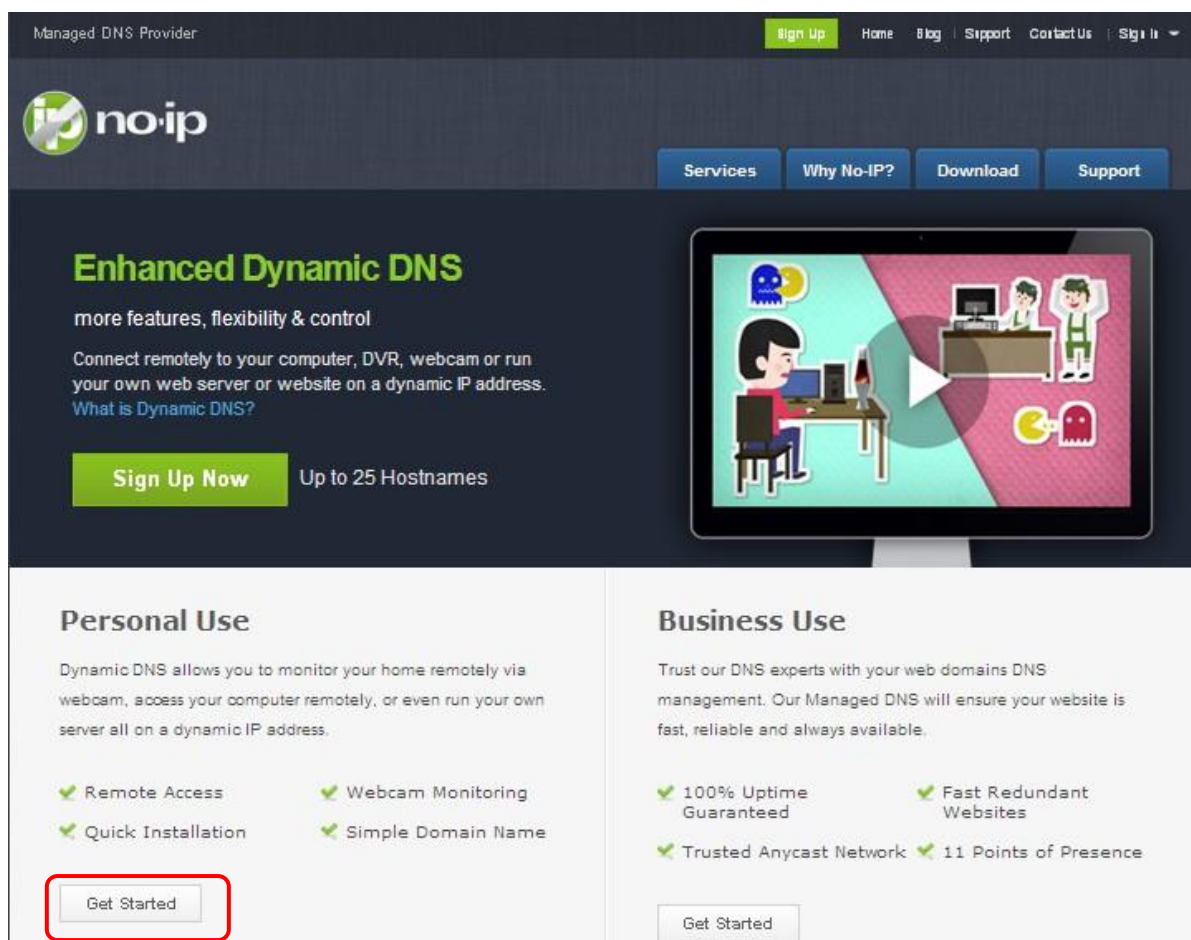 Managed DNS Provider
Sign Up Home Blog Support Contact Us Sign In
ip no·ip
Services Why No-IP? Download Support
Enhanced Dynamic DNS
more features, flexibility & control
Connect remotely to your computer, DVR, webcam or run
your own web server or website on a dynamic IP address.
What is Dynamic DNS?
Sign Up Now Up to 25 Hostnames
Personal Use
Dynamic DNS allows you to monitor your home remotely via
webcam, access your computer remotely, or even run your own
server all on a dynamic IP address.
Remote Access Webcam Monitoring
Quick Installation Simple Domain Name
Get Started
Business Use
Trust our DNS experts with your web domains DNS
management. Our Managed DNS will ensure your website is
fast, reliable and always available.
100% Uptime
Guaranteed
Fast Redundant
Websites
Trusted Anycast Network 11 Points of Presence
Get Started